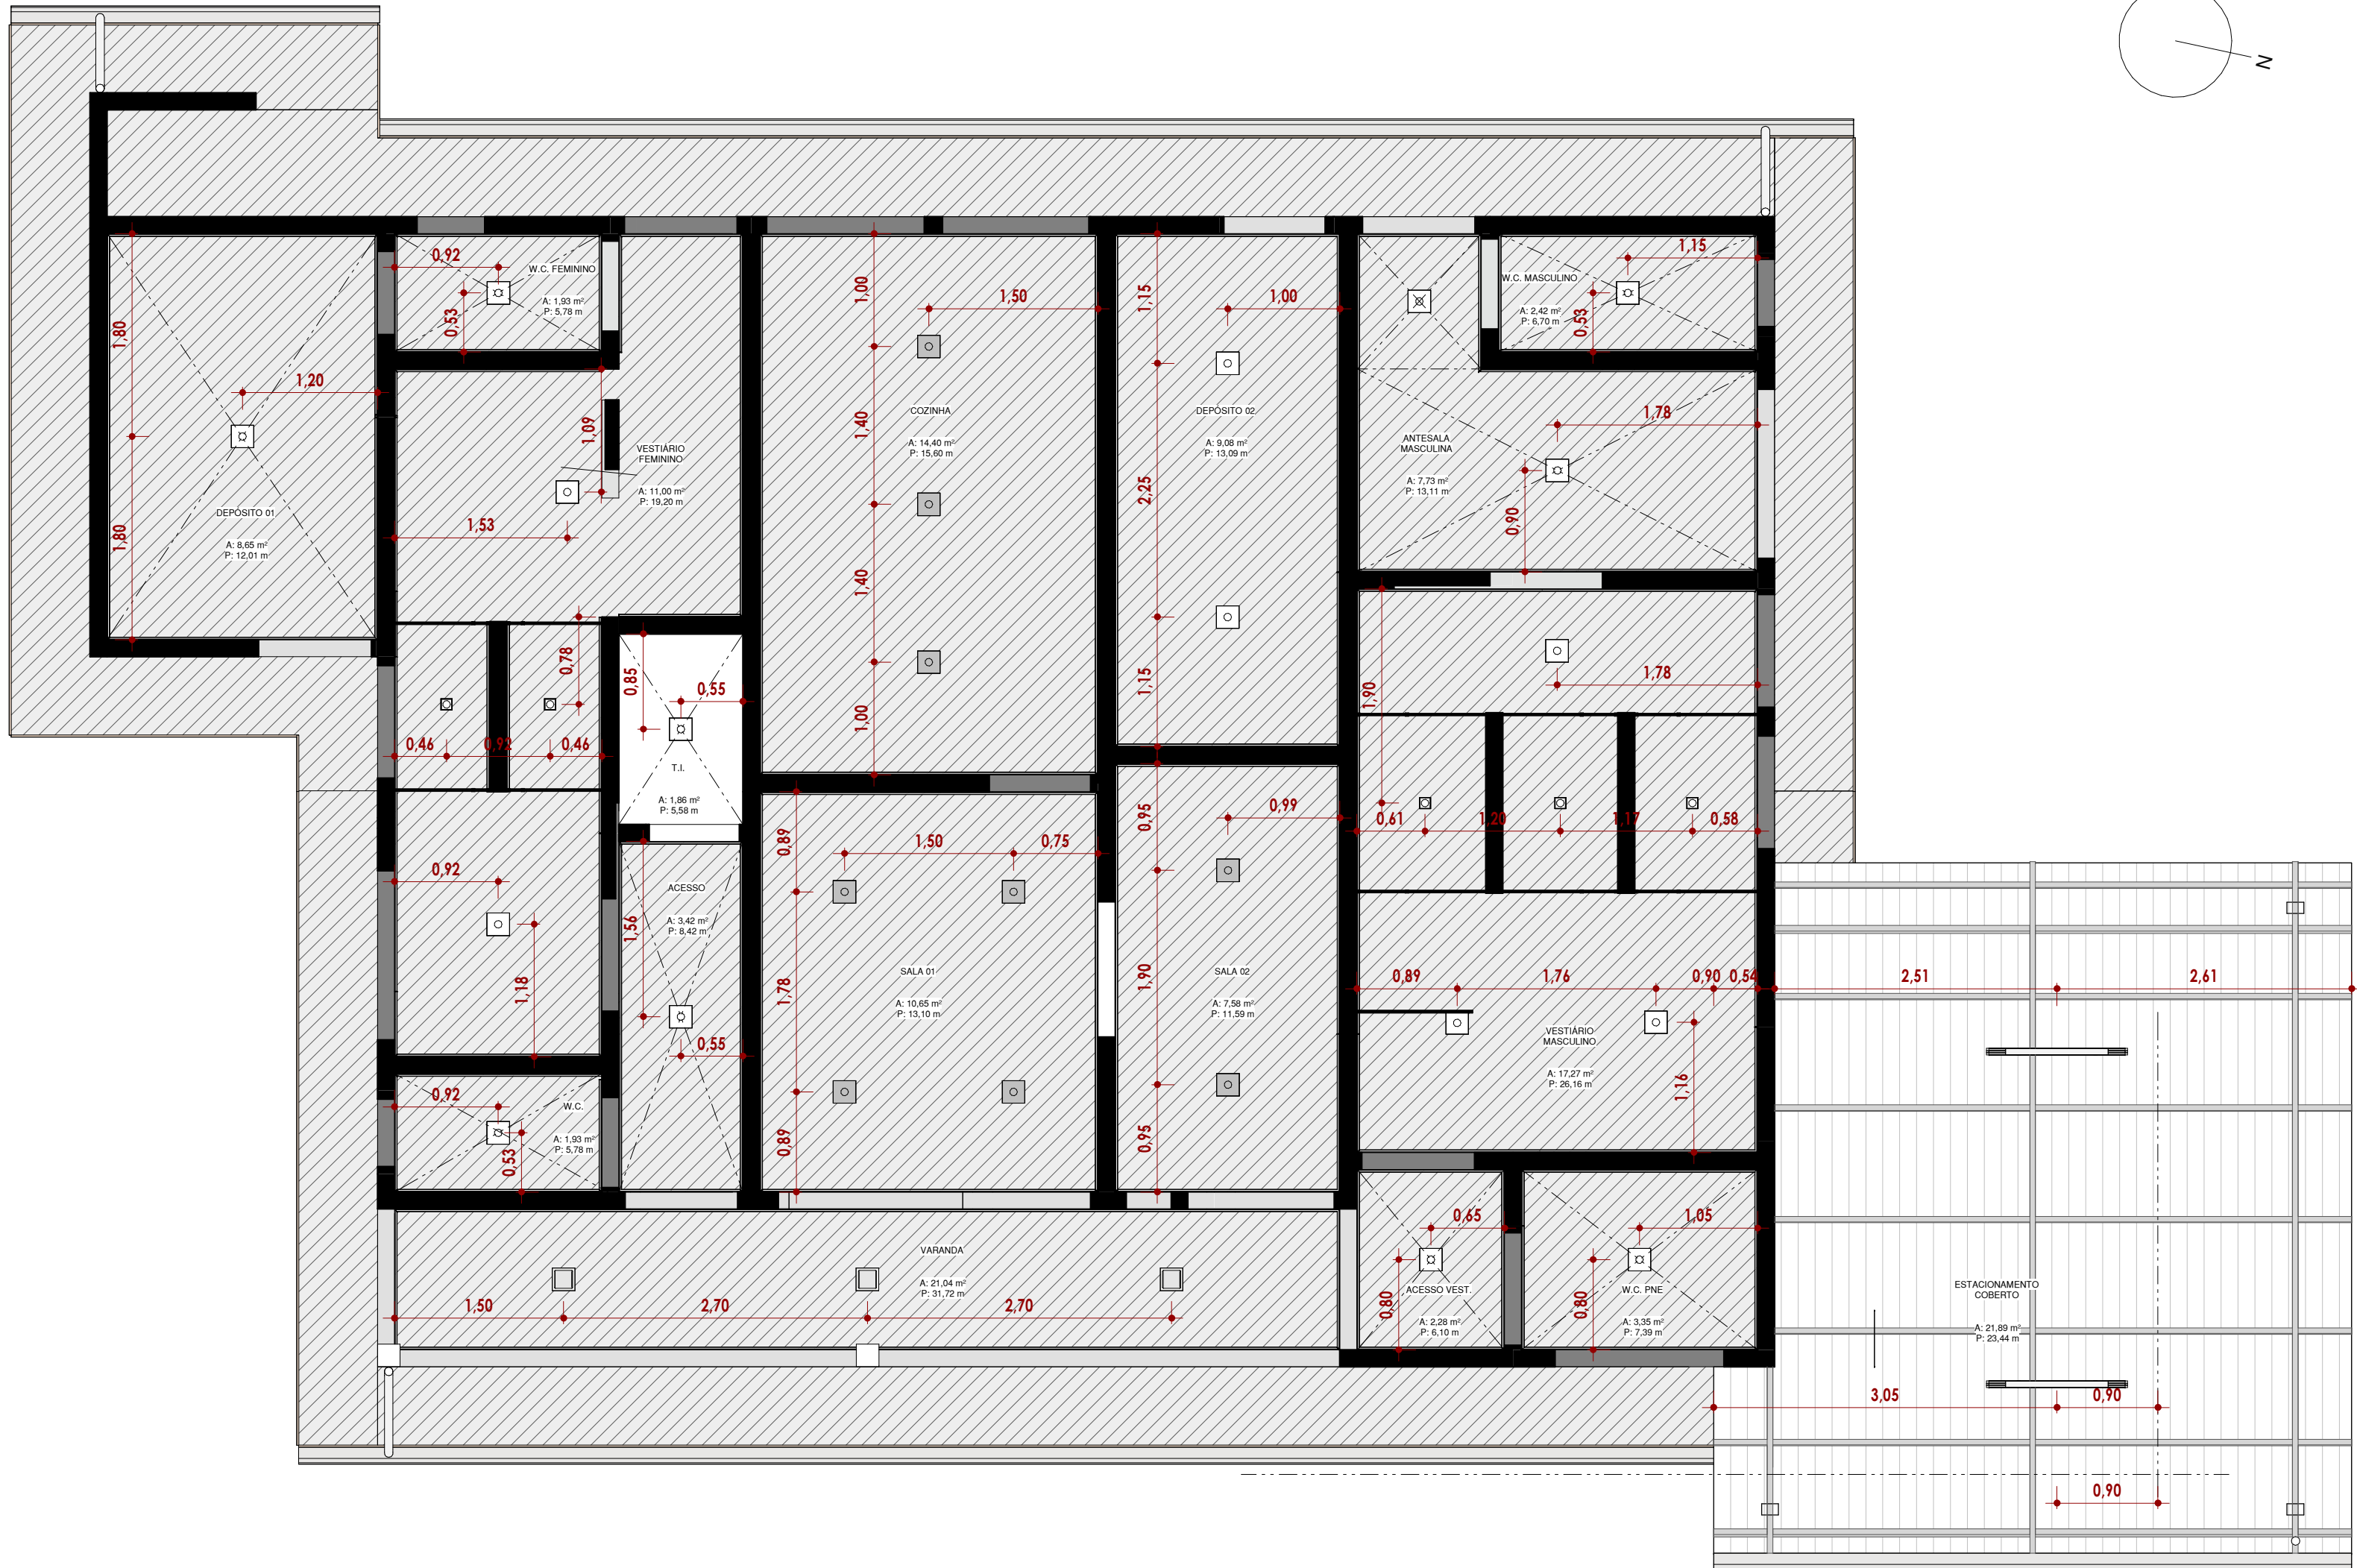 N
1,15
0,92
W.C. FEMININO
A: 1,93 m²
P: 5,78 m
0,53
1,00
1,50
1,15
1,00
W.C. MASCULINO
A: 2,42 m²
P: 6,70 m
0,53
1,80
1,20
1,09
VESTIÁRIO
FEMININO
A: 11,00 m²
P: 19,20 m
1,40
COZINHA
A: 14,40 m²
P: 15,60 m
DEPÓSITO 02
A: 9,08 m²
P: 13,09 m
2,25
ANTESALA
MASCULINA
A: 7,73 m²
P: 13,11 m
1,78
0,90
DEPÓSITO 01
A: 8,65 m²
P: 12,01 m
1,80
1,53
1,40
0,78
0,85
0,55
1,15
1,90
1,78
0,46
0,92
0,46
T.I.
A: 1,86 m²
P: 5,58 m
1,00
0,89
1,50
0,75
0,95
0,99
0,61
1,20
1,17
0,58
0,92
ACESSO
A: 3,42 m²
P: 8,42 m
1,56
1,18
0,55
SALA 01
A: 10,65 m²
P: 13,10 m
1,78
SALA 02
A: 7,58 m²
P: 11,59 m
1,90
0,89
1,76
0,90
0,54
2,51
2,61
VESTIÁRIO
MASCULINO
A: 17,27 m²
P: 26,16 m
1,16
0,92
W.C.
A: 1,93 m²
P: 5,78 m
0,53
0,89
0,95
0,65
1,05
VARANDA
A: 21,04 m²
P: 31,72 m
1,50
2,70
2,70
0,80
ACESSO VEST.
A: 2,28 m²
P: 6,10 m
0,80
W.C. PNE
A: 3,35 m²
P: 7,39 m
ESTACIONAMENTO
COBERTO
A: 21,89 m²
P: 23,44 m
3,05
0,90
0,90